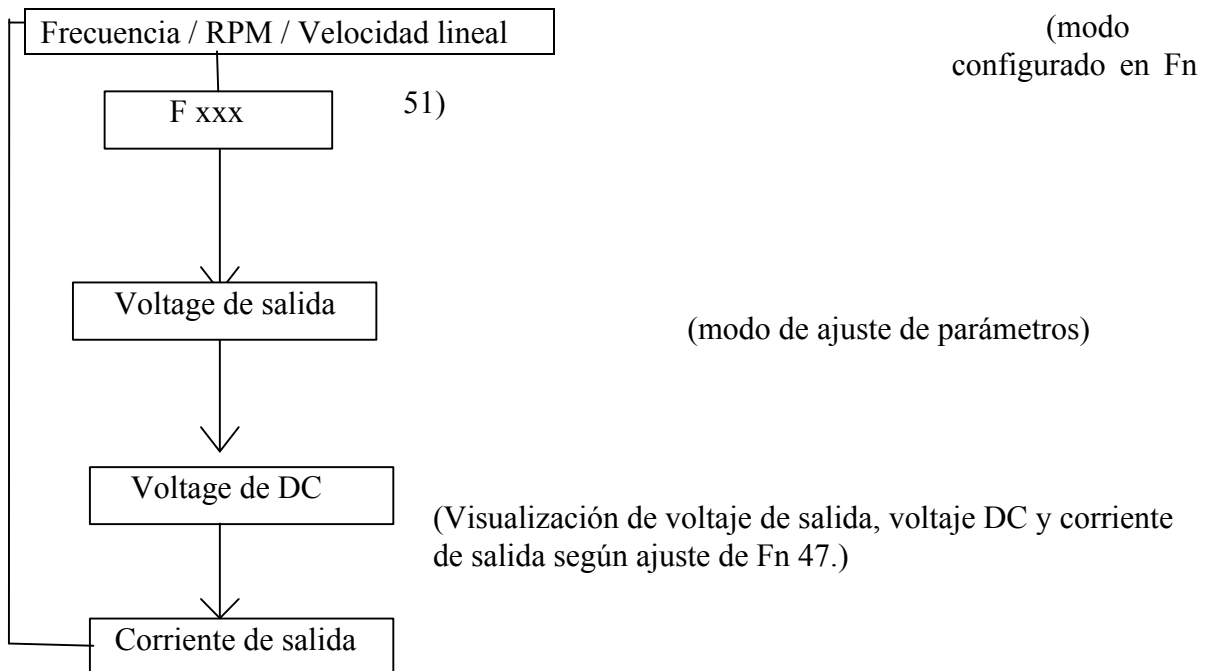 Frecuencia / RPM / Velocidad lineal
(modo
configurado en Fn
51)
F xxx
Voltage de salida
(modo de ajuste de parámetros)
Voltage de DC
(Visualización de voltaje de salida, voltaje DC y corriente
de salida según ajuste de Fn 47.)
Corriente de salida